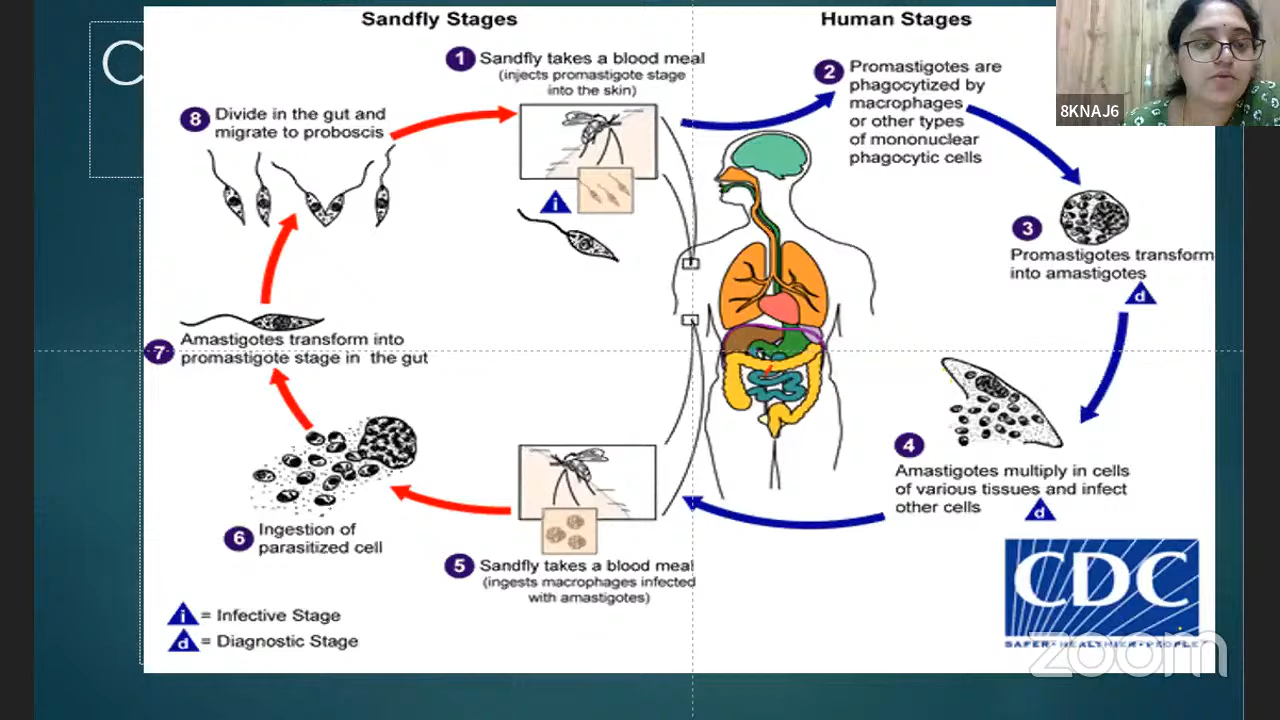 C
Sandfly Stages
Human Stages
1 Sandfly takes a blood meal
(injects promastigote stage
into the skin)
2 Promastigotes are
phagocytized by
macrophages
or other types
of mononuclear
phagocytic cells
8KNAJ6
8 Divide in the gut and
migrate to proboscis
i
3
Promastigotes transform
into amastigotes
d
7 Amastigotes transform into
promastigote stage in the gut
4
Amastigotes multiply in cells
of various tissues and infect
other cells
d
6 Ingestion of
parasitized cell
5 Sandfly takes a blood meal
(ingests macrophages infected
with amastigotes)
i = Infective Stage
d = Diagnostic Stage
CDC
SAFER • HEALTHIER • PEOPLE
zoom